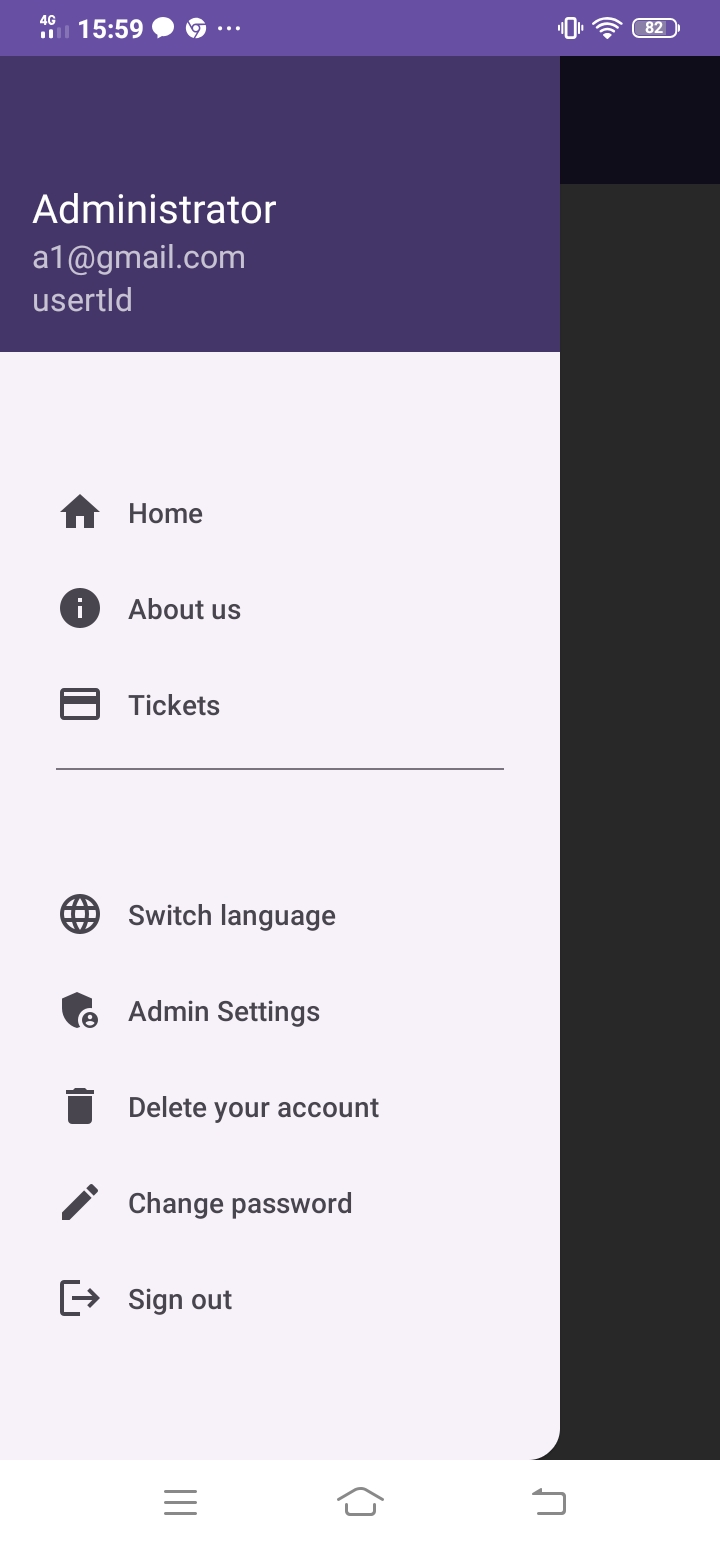 4G 15:59 82
Administrator
a1@gmail.com
usertId
Home
About us
Tickets
Switch language
Admin Settings
Delete your account
Change password
Sign out